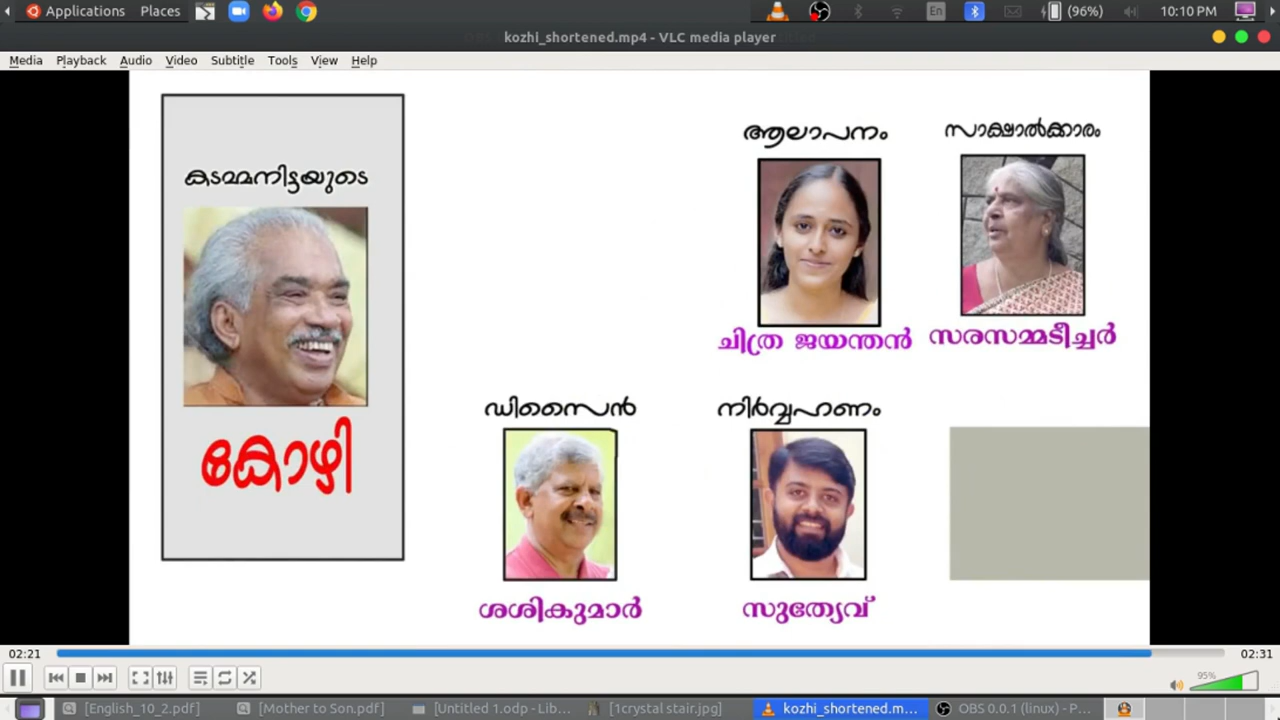 Applications Places En (96%) 10:10 PM
kozhi_shortened.mp4 - VLC media player
Media Playback Audio Video Subtitle Tools View Help
കടമ്മനിട്ടയുടെ
കോഴി
ആലാപനം
ചിത്ര ജയന്തൻ
സാക്ഷാൽക്കാരം
സരസമ്മടീച്ചർ
ഡിസൈൻ
ശശികുമാർ
നിർവ്വഹണം
സുത്യേവ്
02:21 02:31
95%
[English_10_2.pdf] [Mother to Son.pdf] [Untitled 1.odp - Lib... [1crystal stair.jpg] kozhi_shortened.m... OBS 0.0.1 (linux) - P...